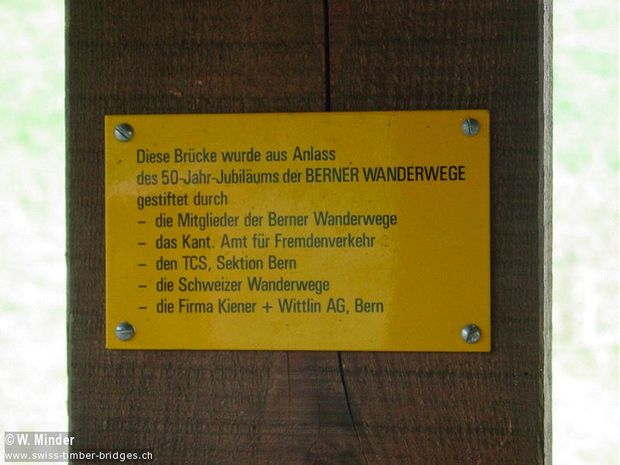 Diese Brücke wurde aus Anlass
des 50-Jahr-Jubiläums der BERNER WANDERWEGE
gestiftet durch
– die Mitglieder der Berner Wanderwege
– das Kant. Amt für Fremdenverkehr
– den TCS, Sektion Bern
– die Schweizer Wanderwege
– die Firma Kiener + Wittlin AG, Bern
© W. Minder
www.swiss-timber-bridges.ch